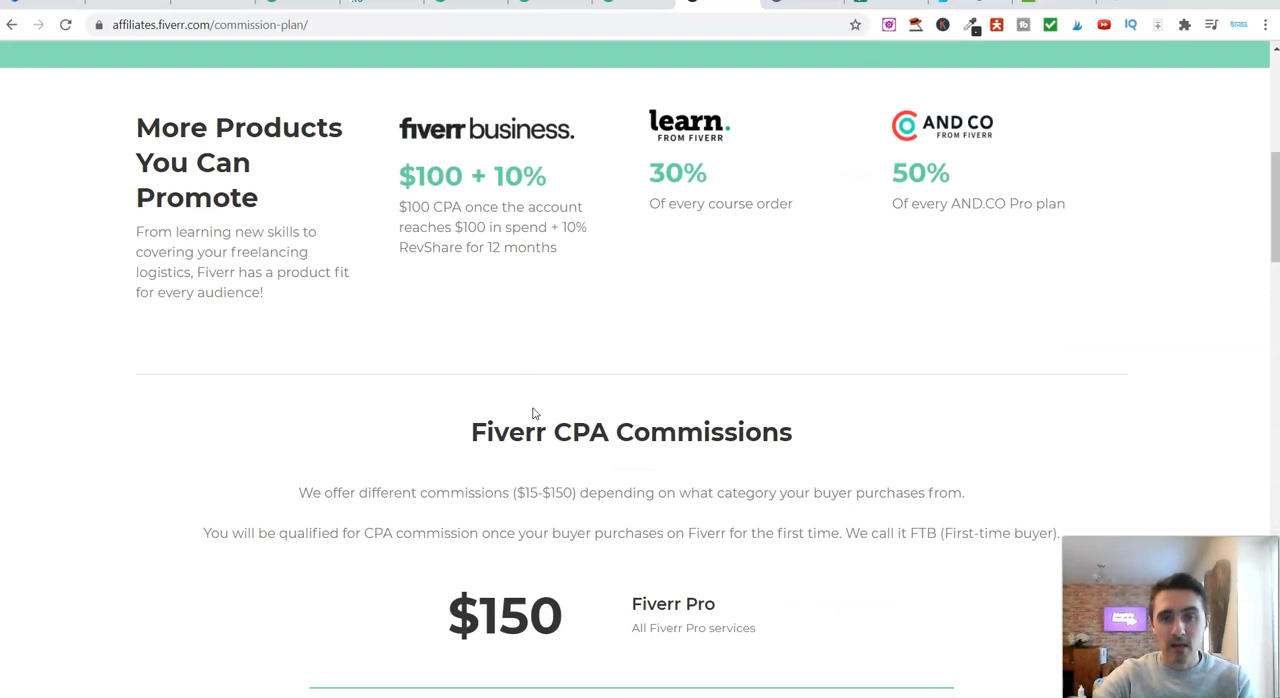 affiliates.fiverr.com/commission-plan/
More Products
You Can
Promote
From learning new skills to
covering your freelancing
logistics, Fiverr has a product fit
for every audience!
fiverr business.
$100 + 10%
$100 CPA once the account
reaches $100 in spend + 10%
RevShare for 12 months
learn.
FROM FIVERR
30%
Of every course order
AND CO
FROM FIVERR
50%
Of every AND.CO Pro plan
Fiverr CPA Commissions
We offer different commissions ($15-$150) depending on what category your buyer purchases from.
You will be qualified for CPA commission once your buyer purchases on Fiverr for the first time. We call it FTB (First-time buyer).
$150
Fiverr Pro
All Fiverr Pro services